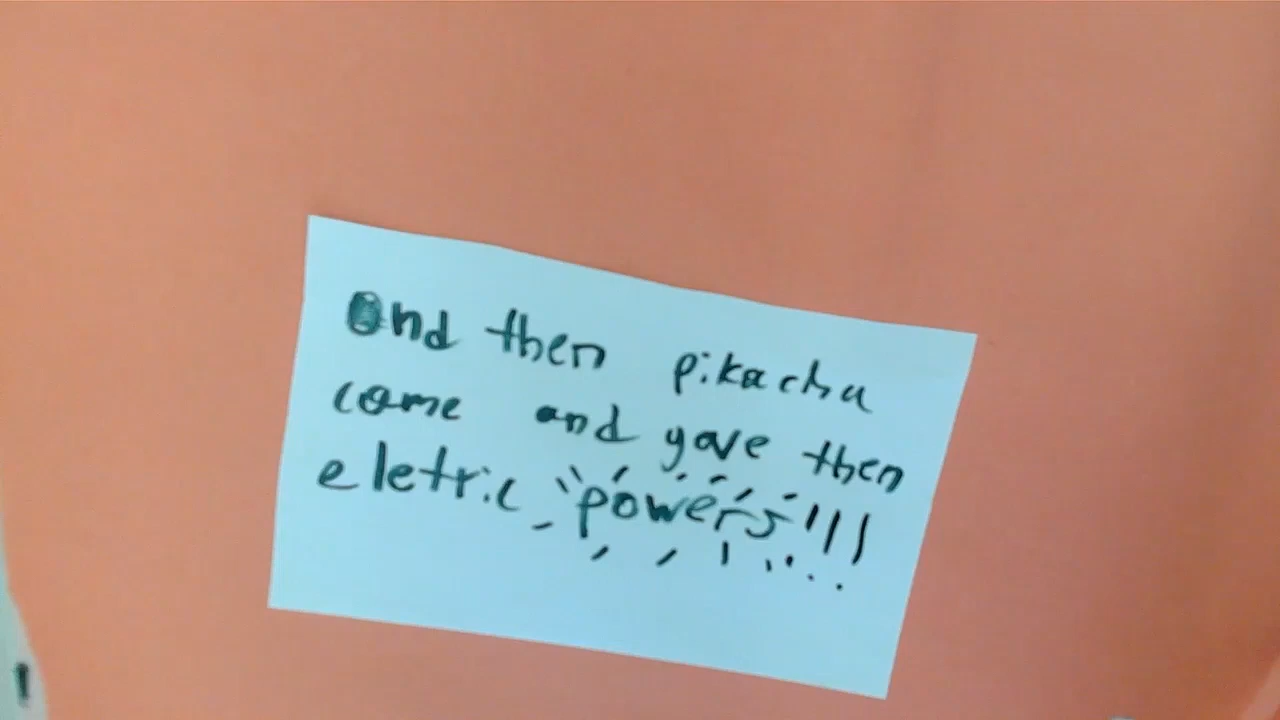 and then pikachu
came and gave then
eletric powers!!!